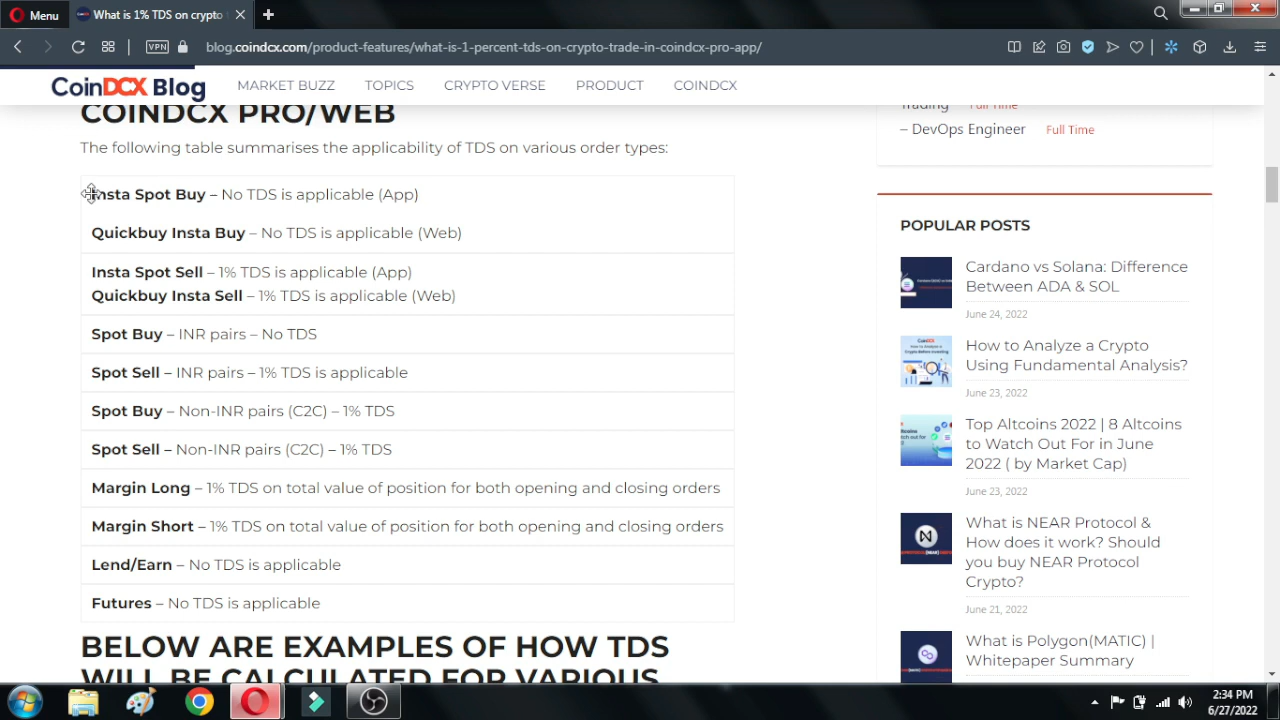 Menu
What is 1% TDS on crypto
VPN
blog.coindcx.com/product-features/what-is-1-percent-tds-on-crypto-trade-in-coindcx-pro-app/
CoinDCX Blog
MARKET BUZZ
TOPICS
CRYPTO VERSE
PRODUCT
COINDCX
COINDCX PRO/WEB
The following table summarises the applicability of TDS on various order types:
Insta Spot Buy – No TDS is applicable (App)
Quickbuy Insta Buy – No TDS is applicable (Web)
Insta Spot Sell – 1% TDS is applicable (App)
Quickbuy Insta Sell – 1% TDS is applicable (Web)
Spot Buy – INR pairs – No TDS
Spot Sell – INR pairs – 1% TDS is applicable
Spot Buy – Non-INR pairs (C2C) – 1% TDS
Spot Sell – Non-INR pairs (C2C) – 1% TDS
Margin Long – 1% TDS on total value of position for both opening and closing orders
Margin Short – 1% TDS on total value of position for both opening and closing orders
Lend/Earn – No TDS is applicable
Futures – No TDS is applicable
BELOW ARE EXAMPLES OF HOW TDS
WILL BE CALCULATED FOR VARIOUS
Trading Full Time
– DevOps Engineer Full Time
POPULAR POSTS
Cardano vs Solana: Difference
Between ADA & SOL
June 24, 2022
How to Analyze a Crypto
Using Fundamental Analysis?
June 23, 2022
Top Altcoins 2022 | 8 Altcoins
to Watch Out For in June
2022 ( by Market Cap)
June 23, 2022
What is NEAR Protocol &
How does it work? Should
you buy NEAR Protocol
Crypto?
June 21, 2022
What is Polygon(MATIC) |
Whitepaper Summary
2:34 PM
6/27/2022